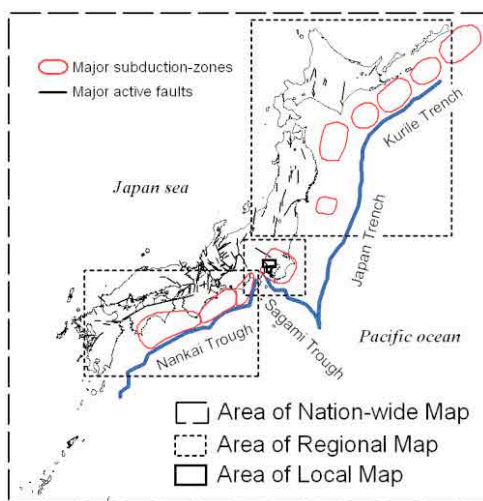 Major subduction-zones
Major active faults
Japan sea
Kurile Trench
Japan Trench
Sagami Trough
Nankai Trough
Pacific ocean
Area of Nation-wide Map
Area of Regional Map
Area of Local Map